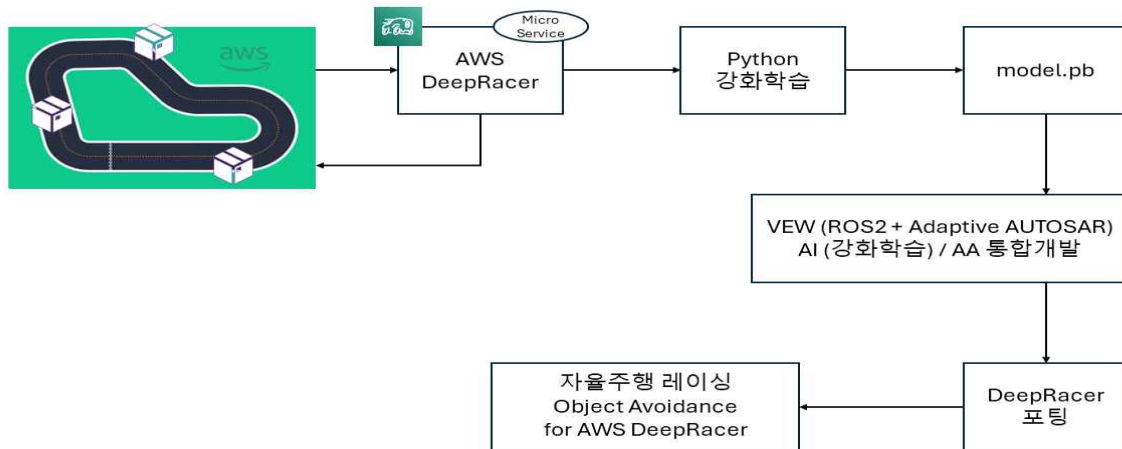 aws
Micro
Service
AWS
DeepRacer
Python
강화학습
model.pb
VEW (ROS2 + Adaptive AUTOSAR)
AI (강화학습) / AA 통합개발
DeepRacer
포팅
자율주행 레이싱
Object Avoidance
for AWS DeepRacer